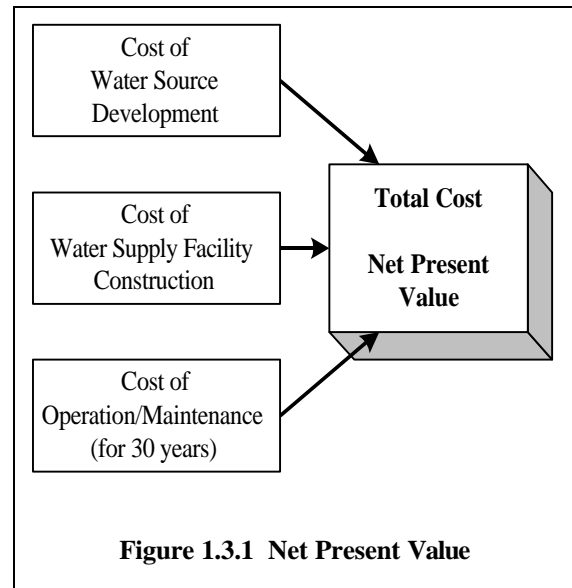 Cost of
Water Source
Development
Cost of
Water Supply Facility
Construction
Cost of
Operation/Maintenance
(for 30 years)
Total Cost
Net Present
Value
Figure 1.3.1 Net Present Value